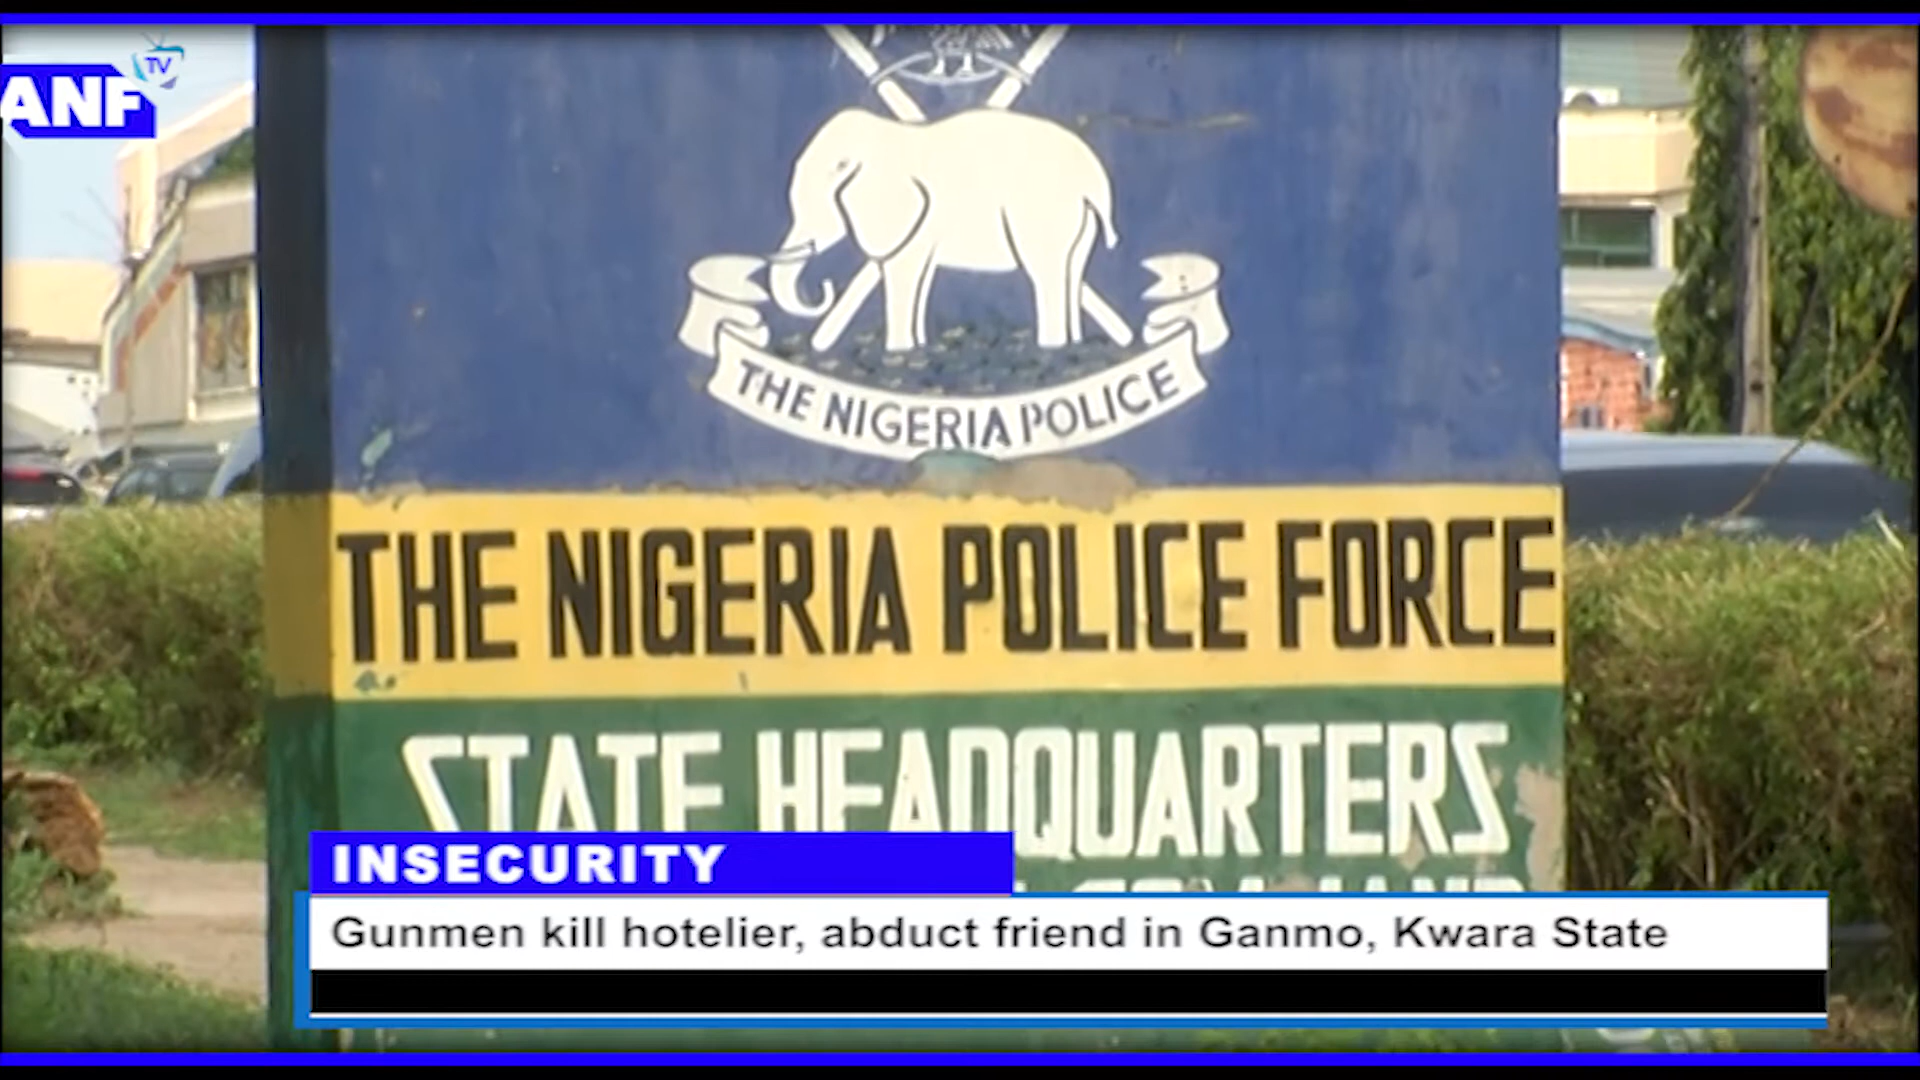 TV
ANF
THE NIGERIA POLICE
THE NIGERIA POLICE FORCE
STATE HEADQUARTERS
INSECURITY
Gunmen kill hotelier, abduct friend in Ganmo, Kwara State